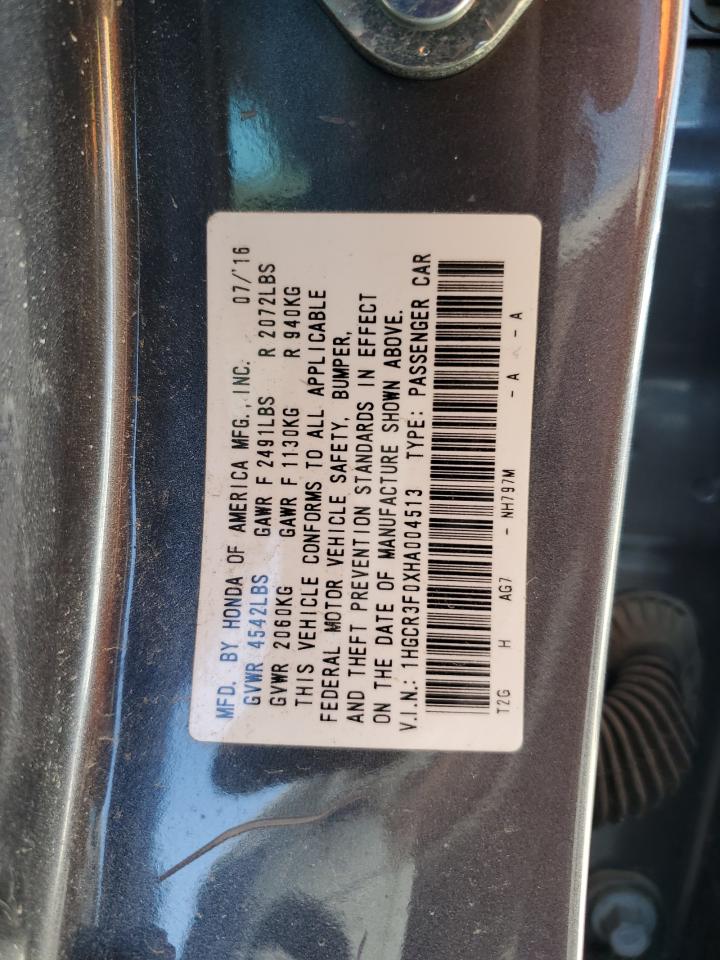 MFD. BY HONDA OF AMERICA MFG., INC. 07/'16
GVWR 4542LBS GAWR F 2491LBS R 2072LBS
GVWR 2060KG GAWR F 1130KG R 940KG
THIS VEHICLE CONFORMS TO ALL APPLICABLE
FEDERAL MOTOR VEHICLE SAFETY, BUMPER,
AND THEFT PREVENTION STANDARDS IN EFFECT
ON THE DATE OF MANUFACTURE SHOWN ABOVE.
V.I.N.: 1HGCR3F0XHA004513 TYPE: PASSENGER CAR
T2G H AG7 - NH797M - A - A